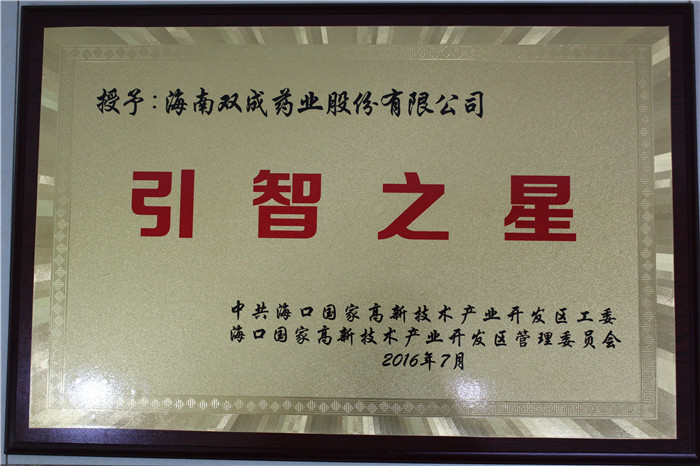 授予:海南双成药业股份有限公司
引智之星
中共海口国家高新技术产业开发区工委
海口国家高新技术产业开发区管理委员会
2016年7月